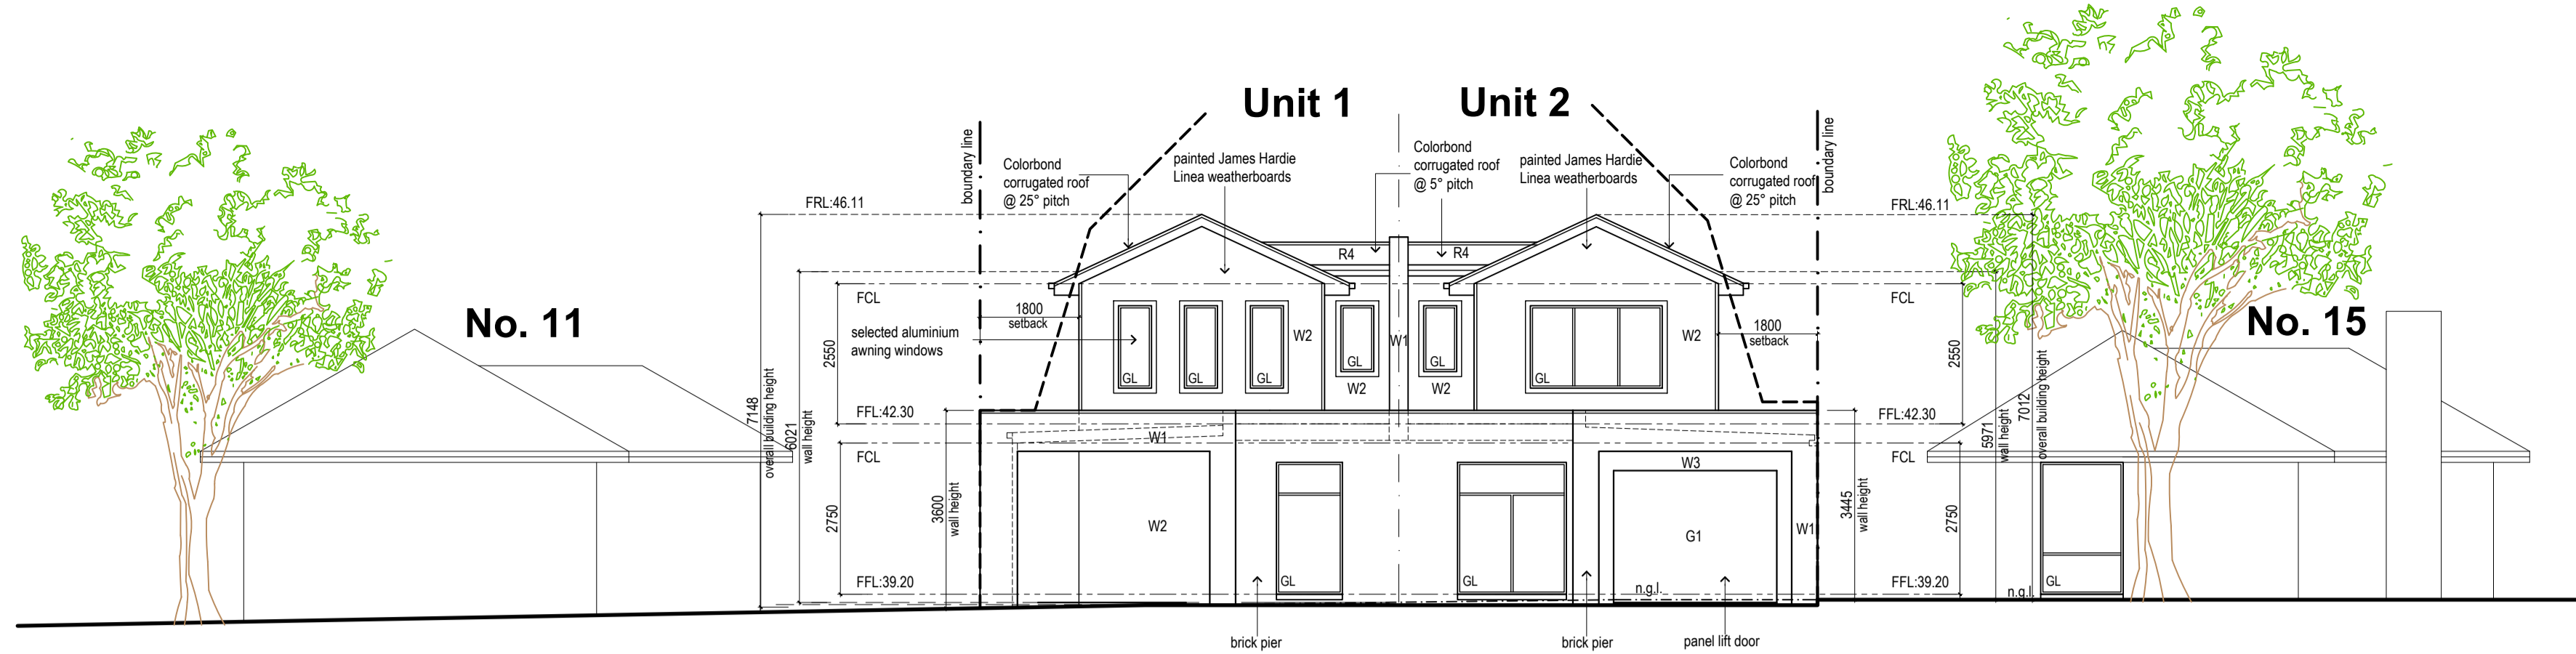 Unit 1
Unit 2
No. 11
No. 15
boundary line
Colorbond
corrugated roof
@ 25° pitch
painted James Hardie
Linea weatherboards
Colorbond
corrugated roof
@ 5° pitch
painted James Hardie
Linea weatherboards
Colorbond
corrugated roof
@ 25° pitch
boundary line
FRL:46.11
FRL:46.11
R4
R4
FCL
FCL
1800
setback
1800
setback
selected aluminium
awning windows
2550
2550
W2
W1
W2
GL
GL
GL
GL
GL
GL
W2
W2
FFL:42.30
FFL:42.30
7148
overall building height
6021
wall height
5971
wall height
7012
overall building height
W1
FCL
FCL
W3
2750
3600
wall height
W2
G1
W1
3445
wall height
2750
FFL:39.20
FFL:39.20
GL
GL
GL
n.g.l.
n.g.l.
brick pier
brick pier
panel lift door